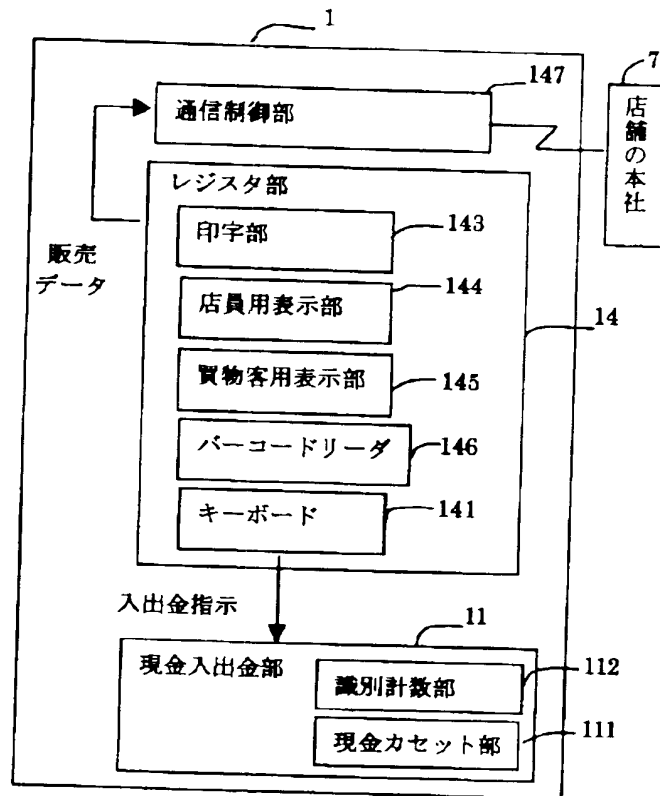 1
147
7
通信制御部
店舗の本社
レジスタ部
印字部
143
販売
データ
店員用表示部
144
14
買物客用表示部
145
バーコードリーダ
146
キーボード
141
入出金指示
11
現金入出金部
識別計数部
112
現金カセット部
111